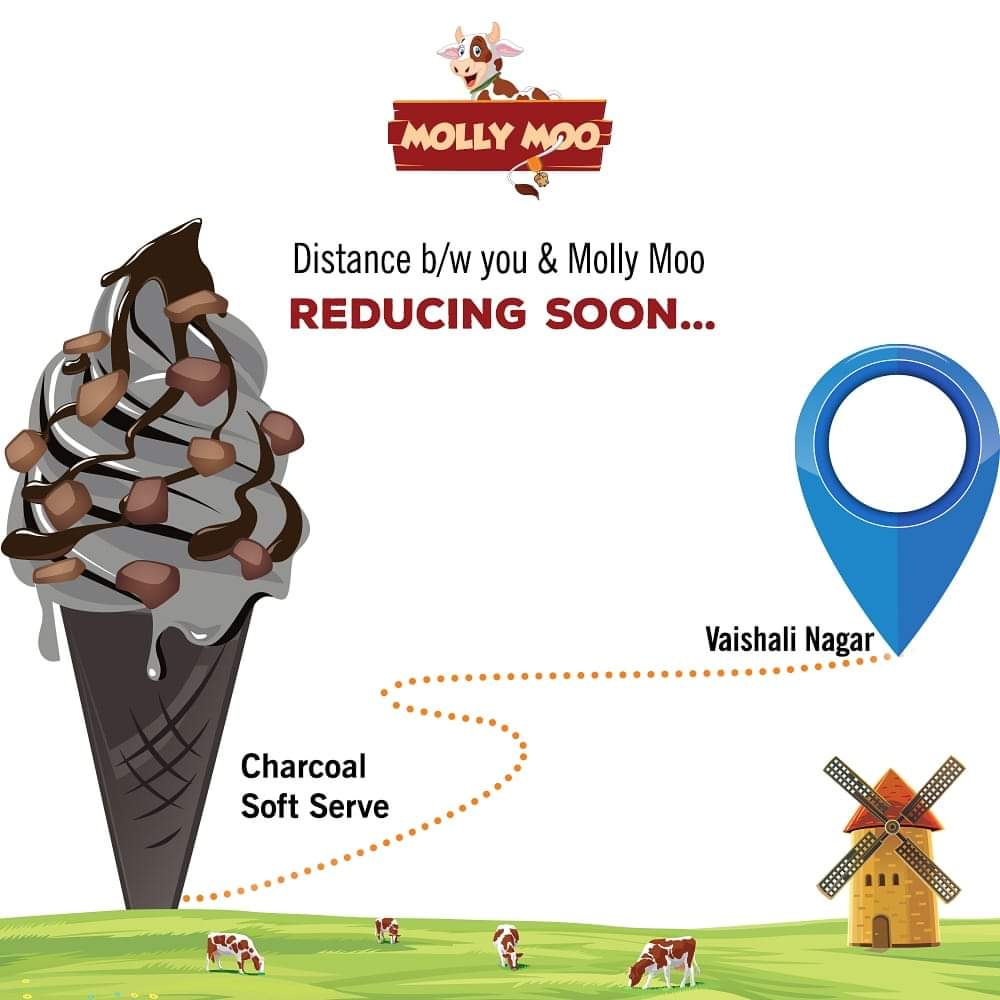 MOLLY MOO
Distance b/w you & Molly Moo
REDUCING SOON...
Vaishali Nagar
Charcoal
Soft Serve